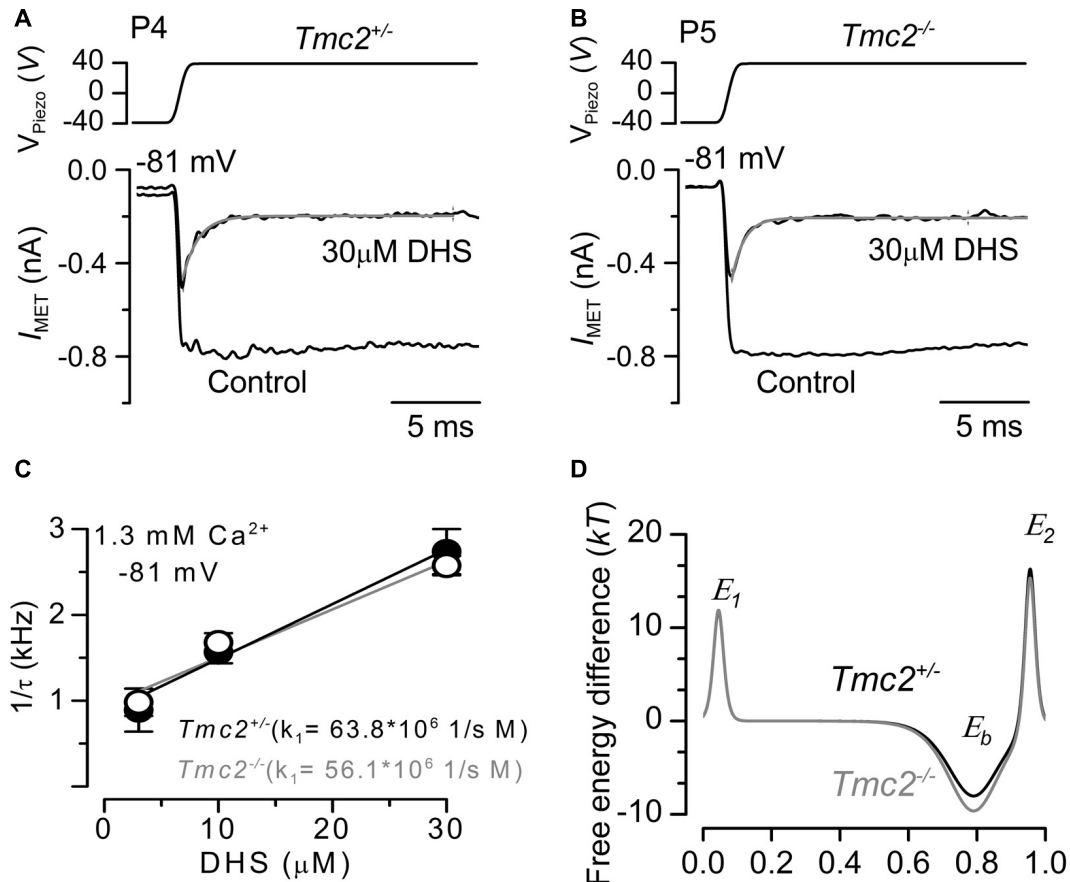 A
P4
Tmc2+/-
40
0
-40
VPiezo (V)
-81 mV
0.0
-0.4
-0.8
IMET (nA)
30μM DHS
Control
5 ms
B
P5
Tmc2-/-
40
0
-40
VPiezo (V)
-81 mV
0.0
-0.4
-0.8
IMET (nA)
30μM DHS
Control
5 ms
C
1.3 mM Ca2+
-81 mV
3
2
1
0
1/τ (kHz)
Tmc2+/-(k1= 63.8*10⁶ 1/s M)
Tmc2-/-(k1= 56.1*10⁶ 1/s M)
0 10 20 30
DHS (μM)
D
Free energy difference (kT)
20
10
0
-10
E1
E2
Tmc2+/-
Eb
Tmc2-/-
0.0 0.2 0.4 0.6 0.8 1.0